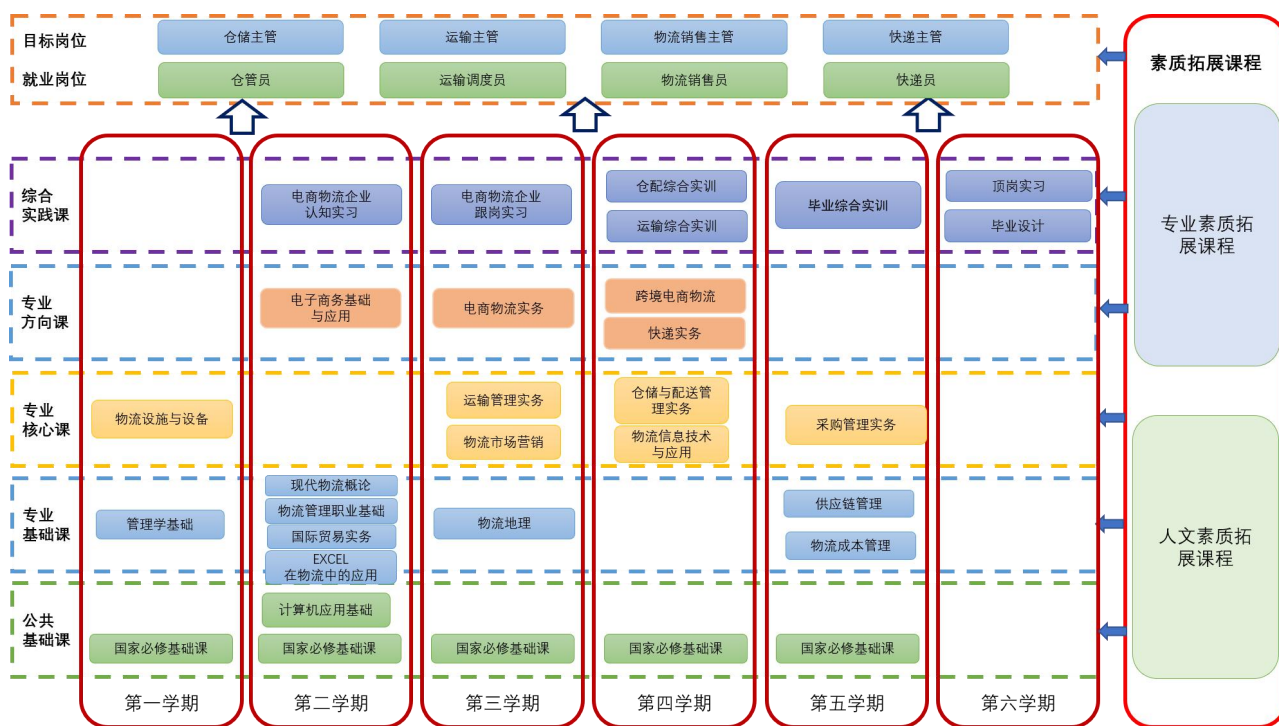 目标岗位
仓储主管
运输主管
物流销售主管
快递主管
就业岗位
仓管员
运输调度员
物流销售员
快递员
素质拓展课程
综合
实践课
电商物流企业
认知实习
电商物流企业
跟岗实习
仓配综合实训
运输综合实训
毕业综合实训
顶岗实习
毕业设计
专业素质拓
展课程
专业
方向课
电子商务基础
与应用
电商物流实务
跨境电商物流
快递实务
专业
核心课
物流设施与设备
运输管理实务
物流市场营销
仓储与配送管
理实务
物流信息技术
与应用
采购管理实务
专业
基础课
管理学基础
现代物流概论
物流管理职业基础
国际贸易实务
EXCEL
在物流中的应用
物流地理
供应链管理
物流成本管理
人文素质拓
展课程
公共
基础课
计算机应用基础
国家必修基础课
国家必修基础课
国家必修基础课
国家必修基础课
国家必修基础课
第一学期
第二学期
第三学期
第四学期
第五学期
第六学期